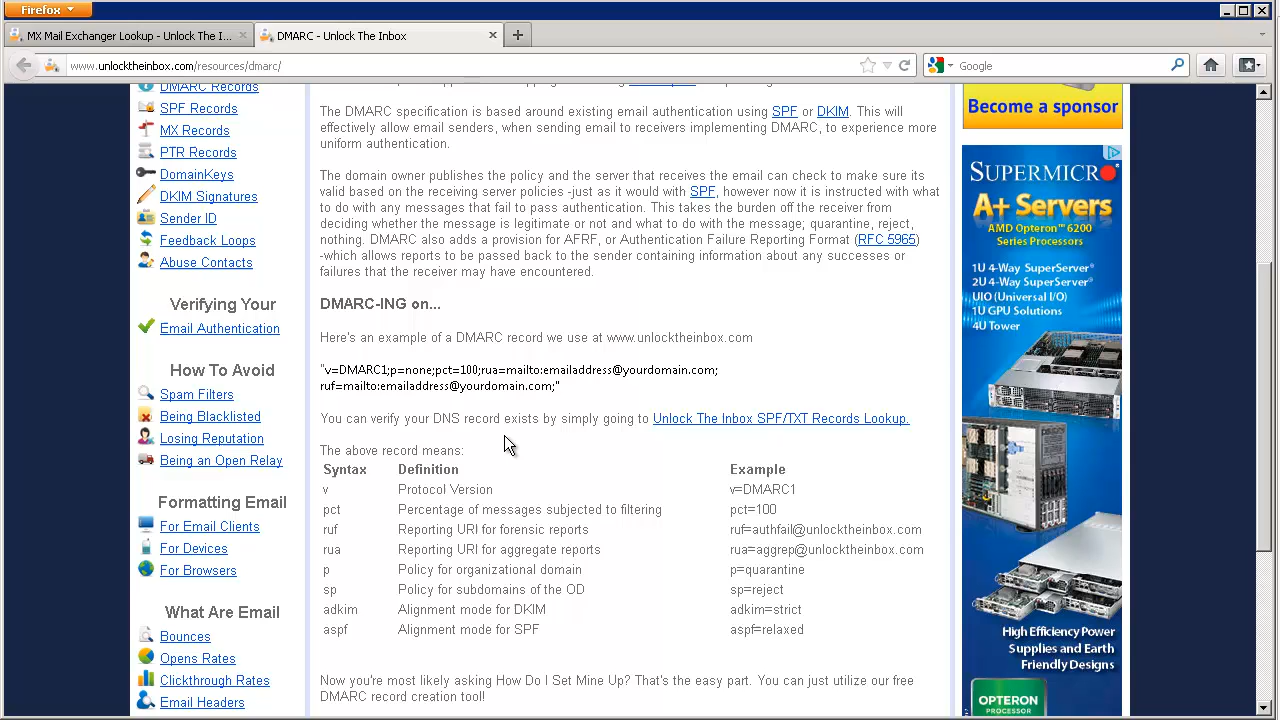 Firefox
MX Mail Exchanger Lookup - Unlock The I...
DMARC - Unlock The Inbox
www.unlocktheinbox.com/resources/dmarc/
Google
DMARC Records
SPF Records
MX Records
PTR Records
DomainKeys
DKIM Signatures
Sender ID
Feedback Loops
Abuse Contacts
Verifying Your
Email Authentication
How To Avoid
Spam Filters
Being Blacklisted
Losing Reputation
Being an Open Relay
Formatting Email
For Email Clients
For Devices
For Browsers
What Are Email
Bounces
Opens Rates
Clickthrough Rates
Email Headers
The DMARC specification is based around existing email authentication using SPF or DKIM. This will
effectively allow email senders, when sending email to receivers implementing DMARC, to experience more
uniform authentication.
The domain owner publishes the policy and the server that receives the email can check to make sure its
valid based on the receiving server policies -just as it would with SPF, however now it is instructed with what
to do with any messages that fail to pass authentication. This takes the burden off the receiver from
deciding whether the message is legitimate or not and what to do with the message; quarantine, reject,
nothing. DMARC also adds a provision for AFRF, or Authentication Failure Reporting Format (RFC 5965)
-which allows reports to be passed back to the sender containing information about any successes or
failures that the receiver may have encountered.
DMARC-ING on...
Here's an example of a DMARC record we use at www.unlocktheinbox.com
"v=DMARC1;p=none;pct=100;rua=mailto:emailaddress@yourdomain.com;
ruf=mailto:emailaddress@yourdomain.com;"
You can verify your DNS record exists by simply going to Unlock The Inbox SPF/TXT Records Lookup.
The above record means:
Syntax Definition Example
v Protocol Version v=DMARC1
pct Percentage of messages subjected to filtering pct=100
ruf Reporting URI for forensic reports ruf=authfail@unlocktheinbox.com
rua Reporting URI for aggregate reports rua=aggrep@unlocktheinbox.com
p Policy for organizational domain p=quarantine
sp Policy for subdomains of the OD sp=reject
adkim Alignment mode for DKIM adkim=strict
aspf Alignment mode for SPF aspf=relaxed
Now you're most likely asking How Do I Set Mine Up? That's the easy part. You can just utilize our free
DMARC record creation tool!
Become a sponsor
SUPERMICR
A+ Servers
AMD Opteron™ 6200
Series Processors
1U 4-Way SuperServer®
2U 4-Way SuperServer®
UIO (Universal I/O)
1U GPU Solutions
4U Tower
High Efficiency Power
Supplies and Earth
Friendly Designs
OPTERON
PROCESSOR